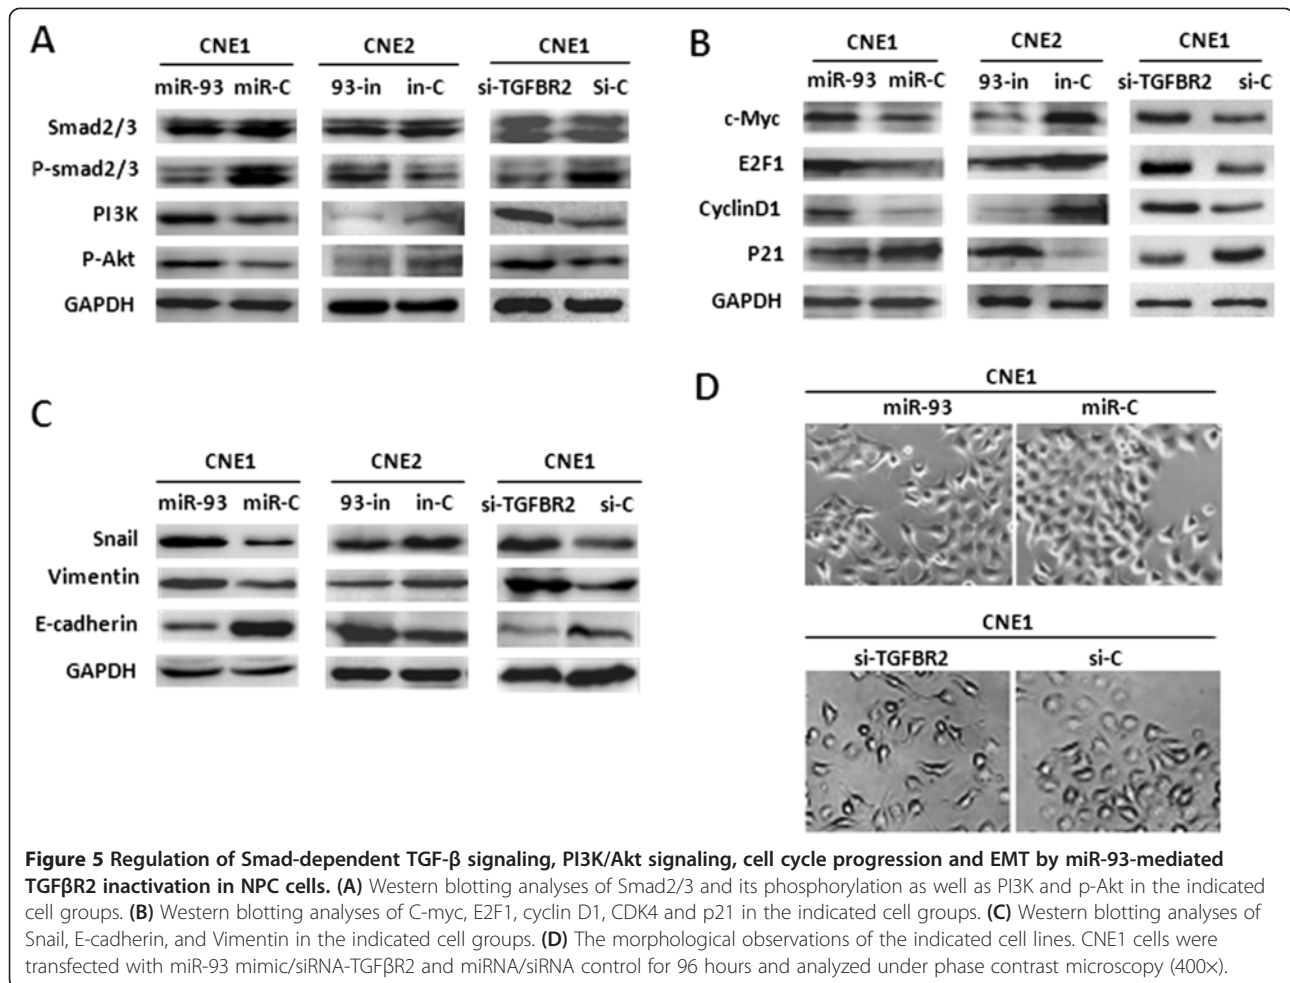 A
CNE1 CNE2 CNE1
miR-93 miR-C 93-in in-C si-TGFBR2 Si-C
Smad2/3
P-smad2/3
PI3K
P-Akt
GAPDH
B
CNE1 CNE2 CNE1
miR-93 miR-C 93-in in-C si-TGFBR2 si-C
c-Myc
E2F1
CyclinD1
P21
GAPDH
C
CNE1 CNE2 CNE1
miR-93 miR-C 93-in in-C si-TGFBR2 si-C
Snail
Vimentin
E-cadherin
GAPDH
D
CNE1
miR-93 miR-C
CNE1
si-TGFBR2 si-C
Figure 5 Regulation of Smad-dependent TGF-β signaling, PI3K/Akt signaling, cell cycle progression and EMT by miR-93-mediated
TGFβR2 inactivation in NPC cells. (A) Western blotting analyses of Smad2/3 and its phosphorylation as well as PI3K and p-Akt in the indicated
cell groups. (B) Western blotting analyses of C-myc, E2F1, cyclin D1, CDK4 and p21 in the indicated cell groups. (C) Western blotting analyses of
Snail, E-cadherin, and Vimentin in the indicated cell groups. (D) The morphological observations of the indicated cell lines. CNE1 cells were
transfected with miR-93 mimic/siRNA-TGFβR2 and miRNA/siRNA control for 96 hours and analyzed under phase contrast microscopy (400×).